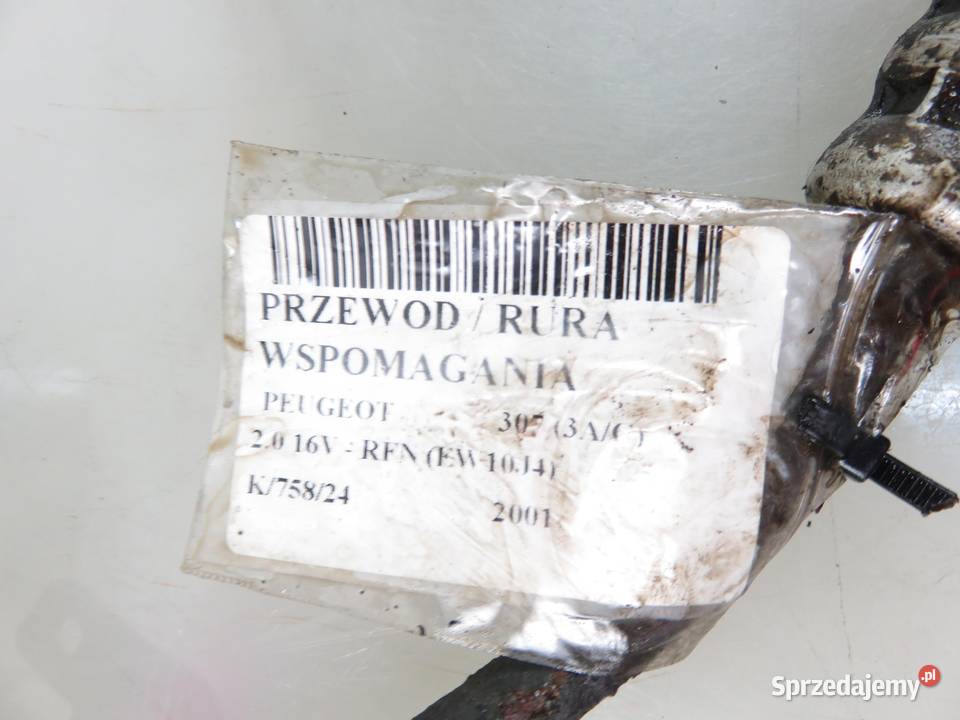 PRZEWOD / RURA
WSPOMAGANIA
PEUGEOT 307 (3A/C)
2.0 16V - RFN (EW10J4)
K/758/24
2001
Sprzedajemy.pl